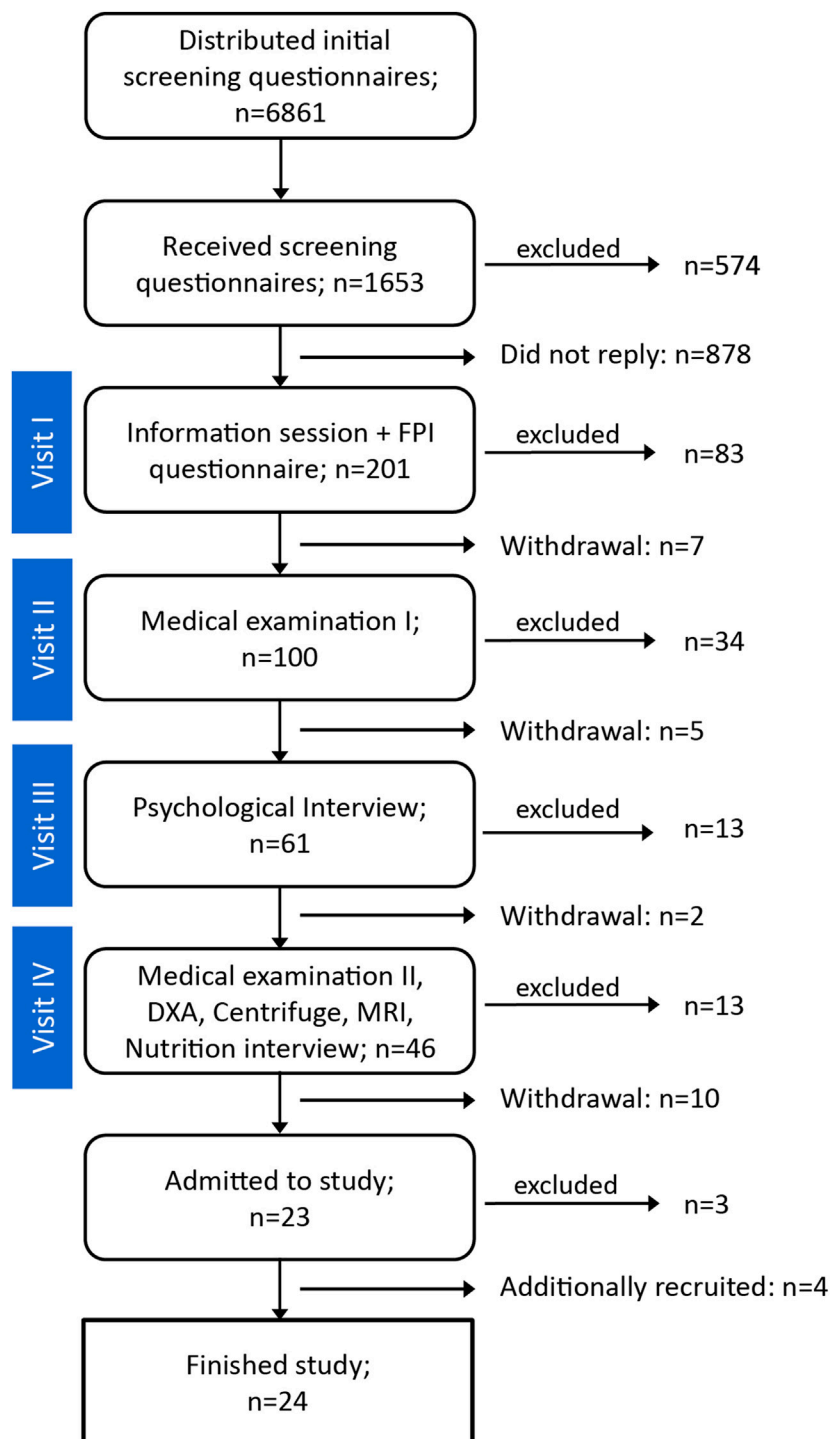 Distributed initial
screening questionnaires;
n=6861
Received screening
questionnaires; n=1653
excluded
n=574
Did not reply: n=878
Visit I
Information session + FPI
questionnaire; n=201
excluded
n=83
Withdrawal: n=7
Visit II
Medical examination I;
n=100
excluded
n=34
Withdrawal: n=5
Visit III
Psychological Interview;
n=61
excluded
n=13
Withdrawal: n=2
Visit IV
Medical examination II,
DXA, Centrifuge, MRI,
Nutrition interview; n=46
excluded
n=13
Withdrawal: n=10
Admitted to study;
n=23
excluded
n=3
Additionally recruited: n=4
Finished study;
n=24